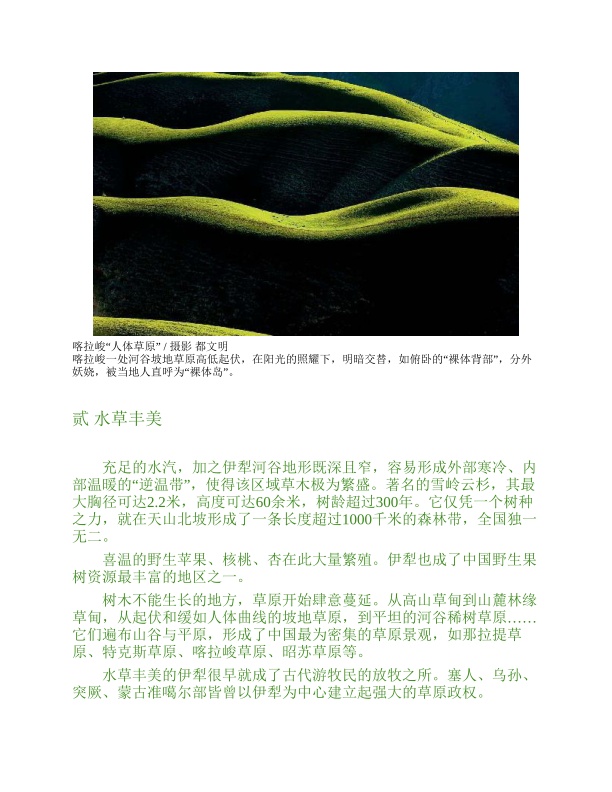 喀拉峻“人体草原” / 摄影 都文明
喀拉峻一处河谷坡地草原高低起伏，在阳光的照耀下，明暗交替，如俯卧的“裸体背部”，分外
妖娆，被当地人直呼为“裸体岛”。
贰 水草丰美
充足的水汽，加之伊犁河谷地形既深且窄，容易形成外部寒冷、内
部温暖的“逆温带”，使得该区域草木极为繁盛。著名的雪岭云杉，其最
大胸径可达2.2米，高度可达60余米，树龄超过300年。它仅凭一个树种
之力，就在天山北坡形成了一条长度超过1000千米的森林带，全国独一
无二。
喜温的野生苹果、核桃、杏在此大量繁殖。伊犁也成了中国野生果
树资源最丰富的地区之一。
树木不能生长的地方，草原开始肆意蔓延。从高山草甸到山麓林缘
草甸，从起伏和缓如人体曲线的坡地草原，到平坦的河谷稀树草原……
它们遍布山谷与平原，形成了中国最为密集的草原景观，如那拉提草
原、特克斯草原、喀拉峻草原、昭苏草原等。
水草丰美的伊犁很早就成了古代游牧民的放牧之所。塞人、乌孙、
突厥、蒙古准噶尔部皆曾以伊犁为中心建立起强大的草原政权。